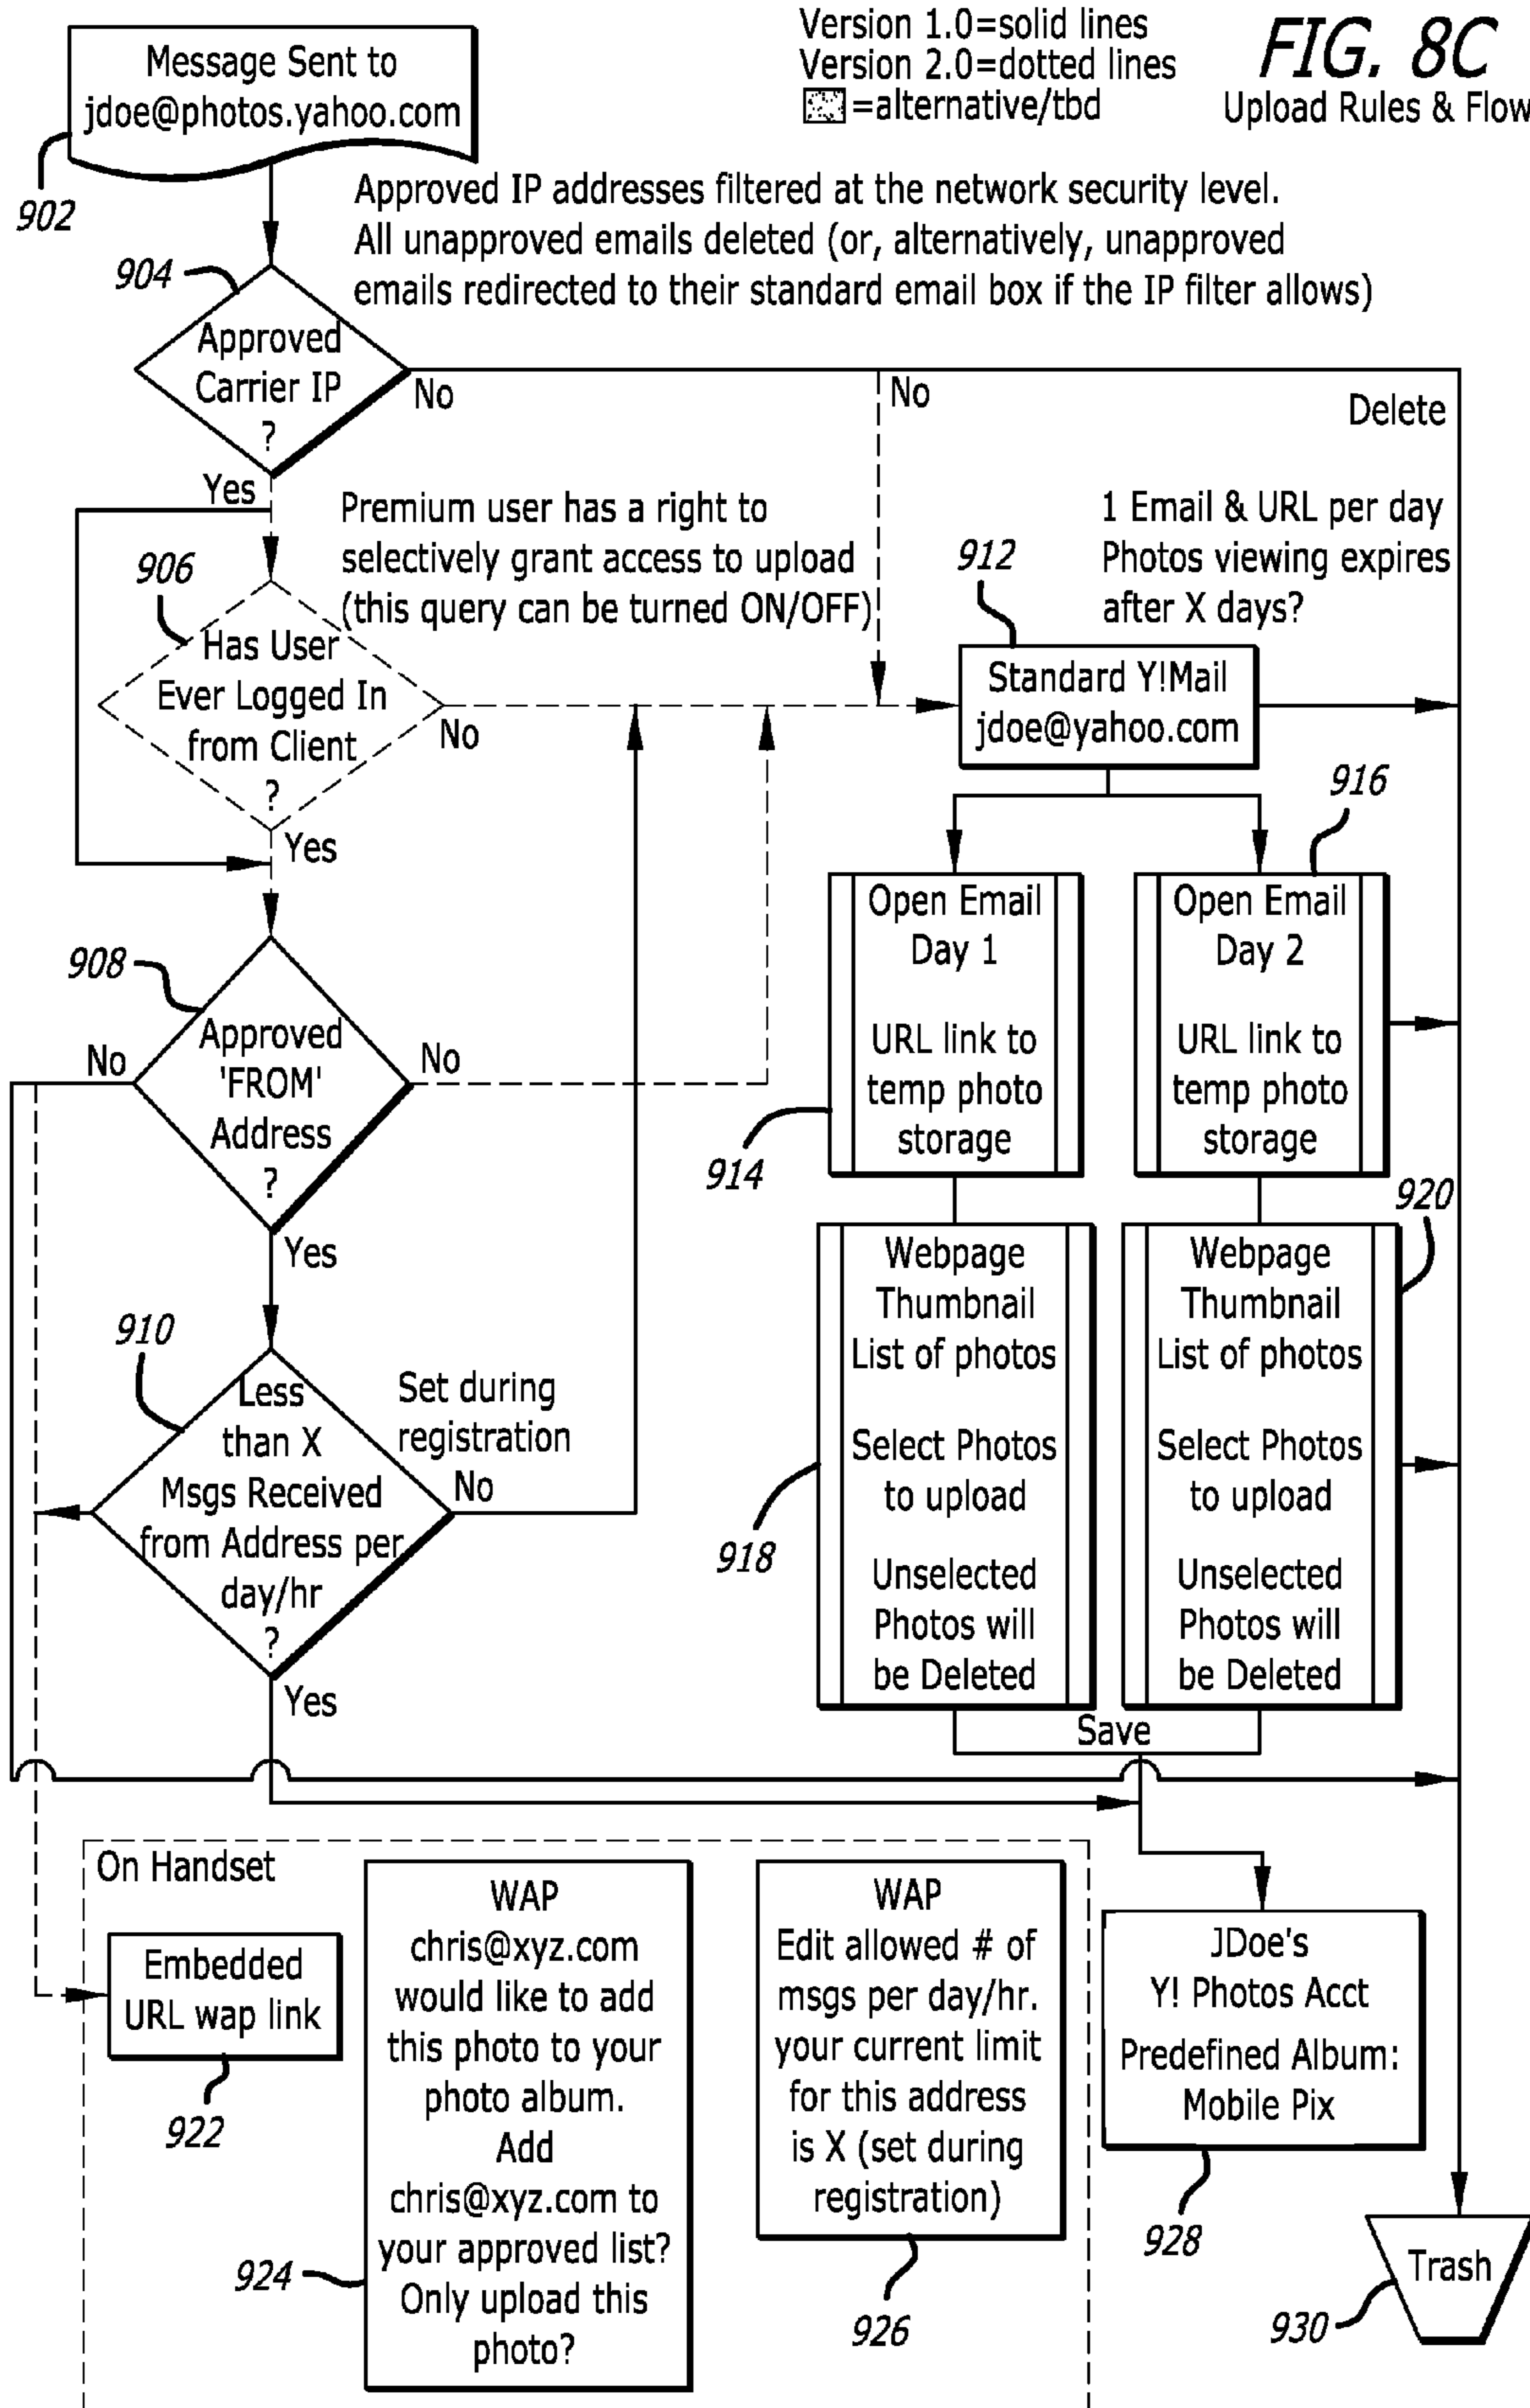 Version 1.0=solid lines
Version 2.0=dotted lines
=alternative/tbd
FIG. 8C
Upload Rules & Flow
Message Sent to
jdoe@photos.yahoo.com
902
Approved IP addresses filtered at the network security level.
All unapproved emails deleted (or, alternatively, unapproved
emails redirected to their standard email box if the IP filter allows)
904
Approved
Carrier IP
?
No
No
Delete
Yes
Premium user has a right to
selectively grant access to upload
(this query can be turned ON/OFF)
906
Has User
Ever Logged In
from Client
?
No
Yes
912
1 Email & URL per day
Photos viewing expires
after X days?
Standard Y!Mail
jdoe@yahoo.com
916
908
Approved
'FROM'
Address
?
No
No
Yes
Open Email
Day 1
URL link to
temp photo
storage
914
Open Email
Day 2
URL link to
temp photo
storage
920
910
Less
than X
Msgs Received
from Address per
day/hr
?
Set during
registration
No
Yes
Webpage
Thumbnail
List of photos
Select Photos
to upload
Unselected
Photos will
be Deleted
918
Webpage
Thumbnail
List of photos
Select Photos
to upload
Unselected
Photos will
be Deleted
Save
On Handset
Embedded
URL wap link
922
WAP
chris@xyz.com
would like to add
this photo to your
photo album.
Add
chris@xyz.com to
your approved list?
Only upload this
photo?
924
WAP
Edit allowed # of
msgs per day/hr.
your current limit
for this address
is X (set during
registration)
926
JDoe's
Y! Photos Acct
Predefined Album:
Mobile Pix
928
Trash
930